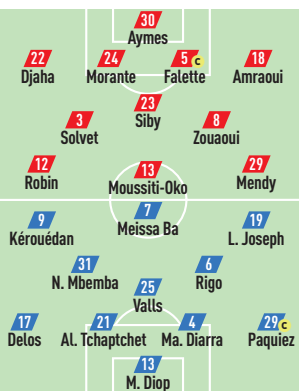 30
Aymes
22 24 5 C 18
Djaha Morante Falette Amraoui
3 23 8
Solvet Siby Zouaoui
12 13 29
Robin Moussiti-Oko Mendy
9 7 19
Kérouédan Meissa Ba L. Joseph
31 6
N. Mbemba Rigo
25
Valls
17 21 4 29 C
Delos Al. Tchaptchet Ma. Diarra Paquiez
13
M. Diop